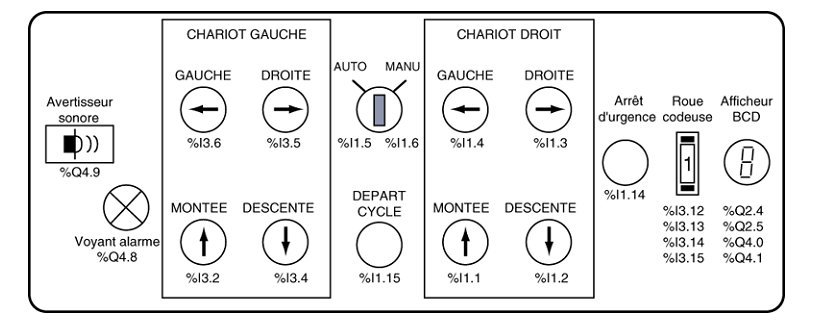 CHARIOT GAUCHE
CHARIOT DROIT
GAUCHE
DROITE
AUTO
MANU
GAUCHE
DROITE
Avertisseur
sonore
Arrêt
d'urgence
Roue
codeuse
Afficheur
BCD
1
%I3.6
%I3.5
%I1.5
%I1.6
%I1.4
%I1.3
%Q4.9
%I1.14
MONTEE
DESCENTE
DEPART
CYCLE
MONTEE
DESCENTE
%I3.12
%Q2.4
%I3.13
%Q2.5
%I3.14
%Q4.0
%I3.15
%Q4.1
Voyant alarme
%Q4.8
%I3.2
%I3.4
%I1.15
%I1.1
%I1.2